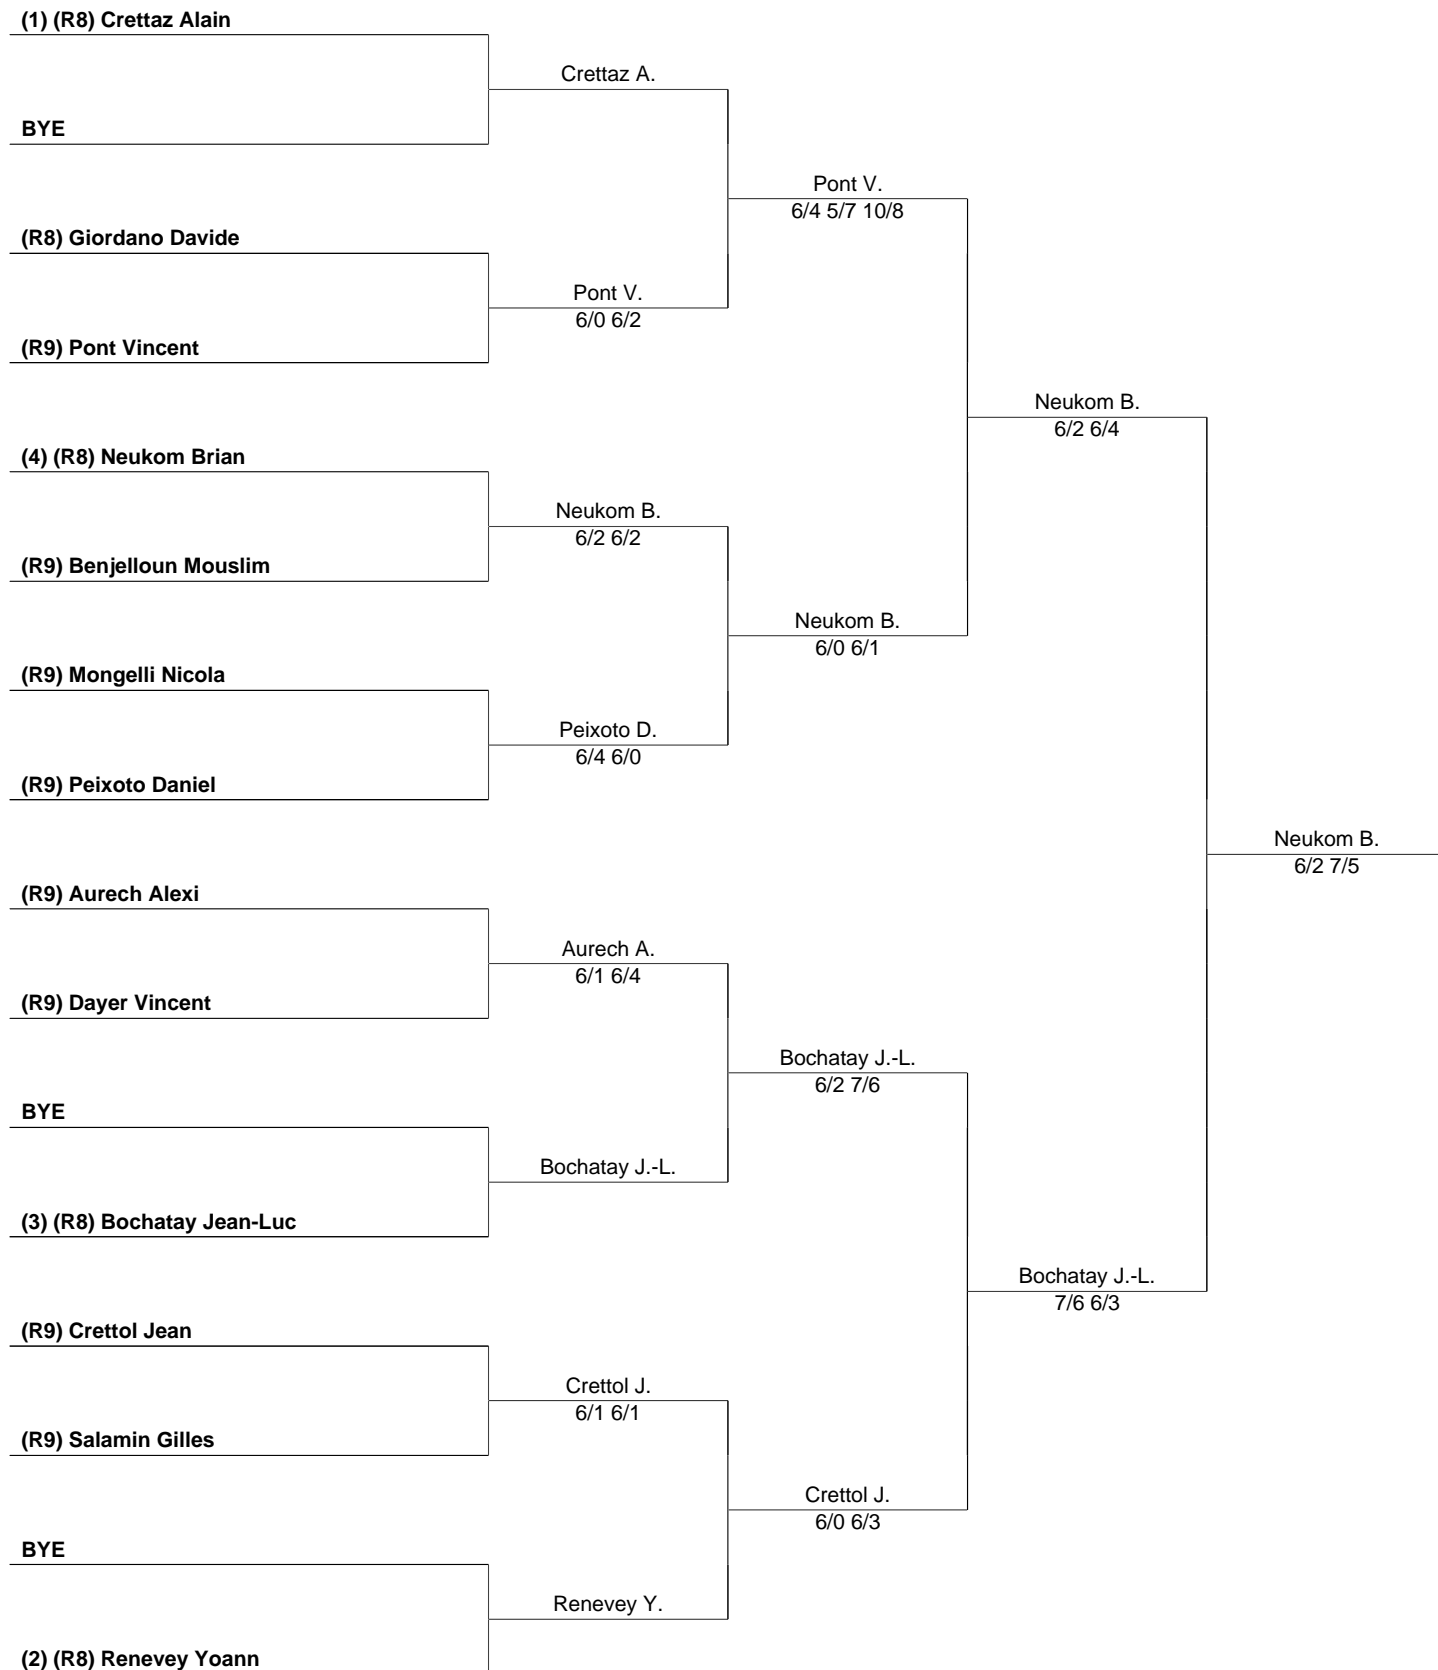 (1) (R8) Crettaz Alain
Crettaz A.
BYE
Pont V.
6/4 5/7 10/8
(R8) Giordano Davide
Pont V.
6/0 6/2
(R9) Pont Vincent
Neukom B.
6/2 6/4
(4) (R8) Neukom Brian
Neukom B.
6/2 6/2
(R9) Benjelloun Mouslim
Neukom B.
6/0 6/1
(R9) Mongelli Nicola
Peixoto D.
6/4 6/0
(R9) Peixoto Daniel
Neukom B.
6/2 7/5
(R9) Aurech Alexi
Aurech A.
6/1 6/4
(R9) Dayer Vincent
Bochatay J.-L.
6/2 7/6
BYE
Bochatay J.-L.
(3) (R8) Bochatay Jean-Luc
Bochatay J.-L.
7/6 6/3
(R9) Crettol Jean
Crettol J.
6/1 6/1
(R9) Salamin Gilles
Crettol J.
6/0 6/3
BYE
Renevey Y.
(2) (R8) Renevey Yoann